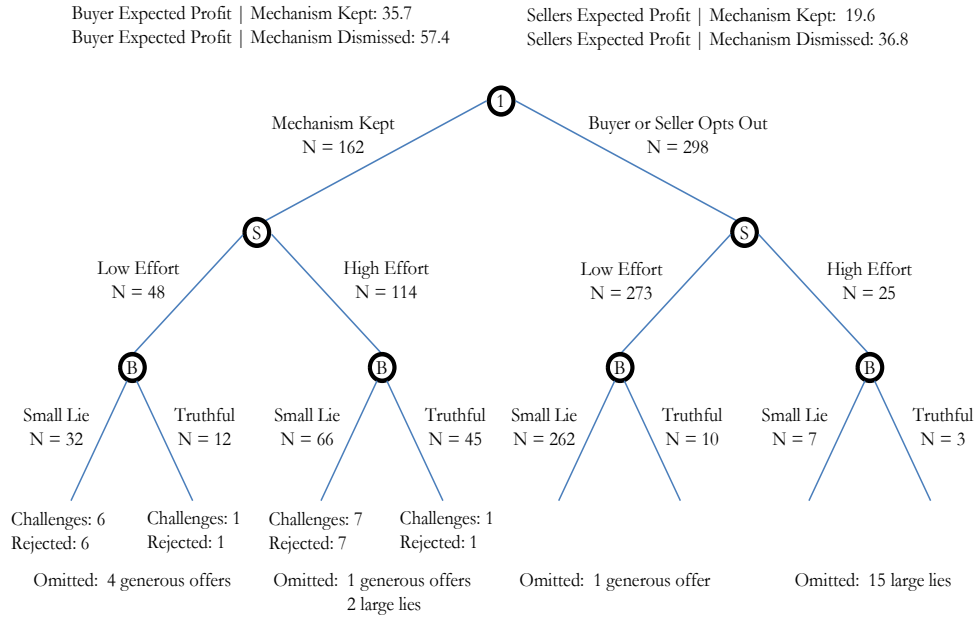 Buyer Expected Profit | Mechanism Kept: 35.7
Buyer Expected Profit | Mechanism Dismissed: 57.4
Sellers Expected Profit | Mechanism Kept: 19.6
Sellers Expected Profit | Mechanism Dismissed: 36.8
1
Mechanism Kept
N = 162
Buyer or Seller Opts Out
N = 298
S
S
Low Effort
N = 48
High Effort
N = 114
Low Effort
N = 273
High Effort
N = 25
B
B
B
B
Small Lie
N = 32
Truthful
N = 12
Small Lie
N = 66
Truthful
N = 45
Small Lie
N = 262
Truthful
N = 10
Small Lie
N = 7
Truthful
N = 3
Challenges: 6
Rejected: 6
Challenges: 1
Rejected: 1
Challenges: 7
Rejected: 7
Challenges: 1
Rejected: 1
Omitted: 4 generous offers
Omitted: 1 generous offers
2 large lies
Omitted: 1 generous offer
Omitted: 15 large lies